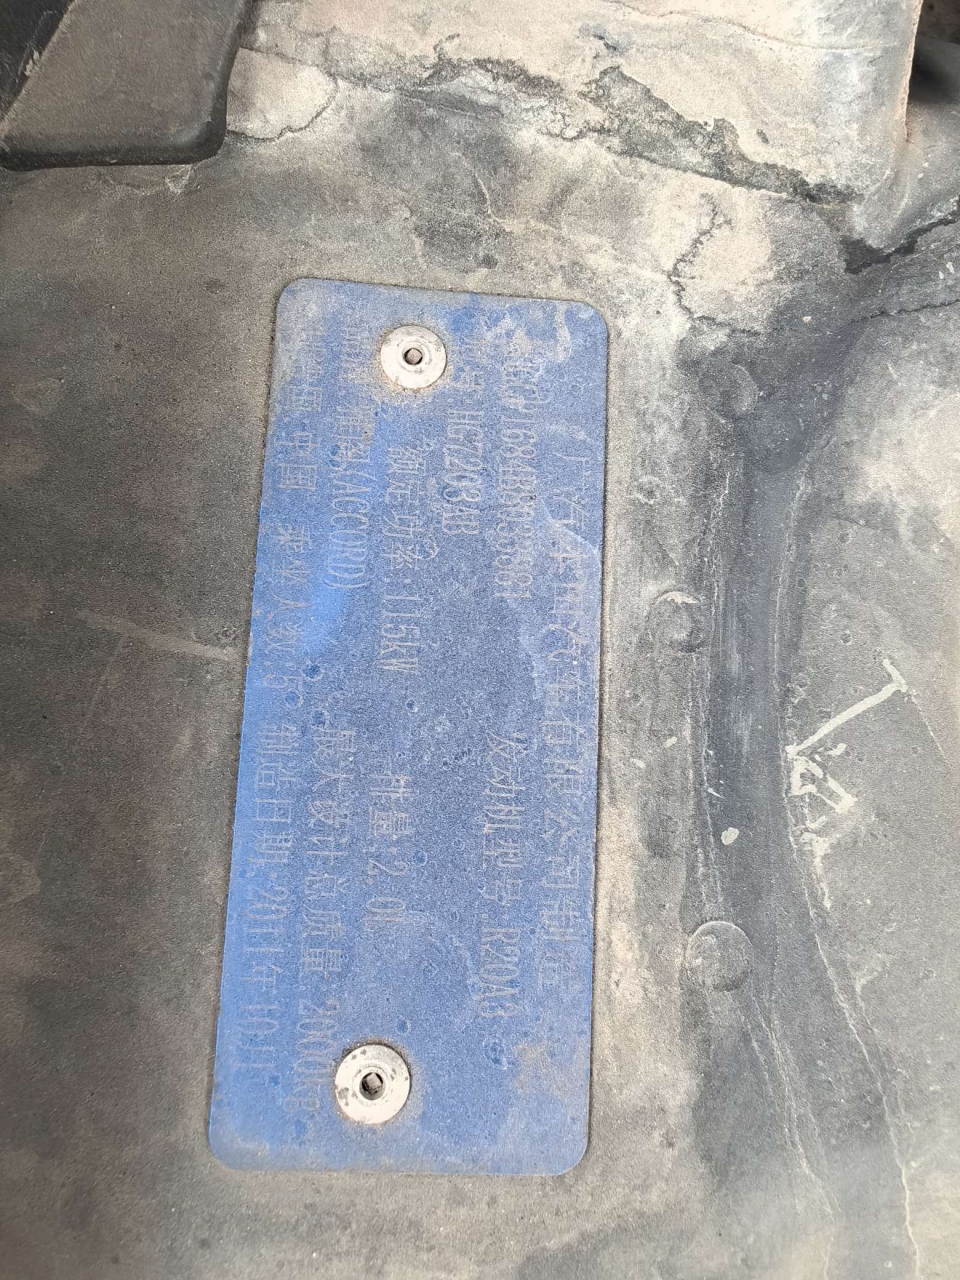 广汽本田汽车有限公司制造
发动机型号:R20A3
型号:HG7203AB
额定功率:115kW 排量:2.0L
品牌:雅阁(ACCORD) 最大设计总质量:2000kg
中国 乘坐人数:5 制造日期:2011年10月